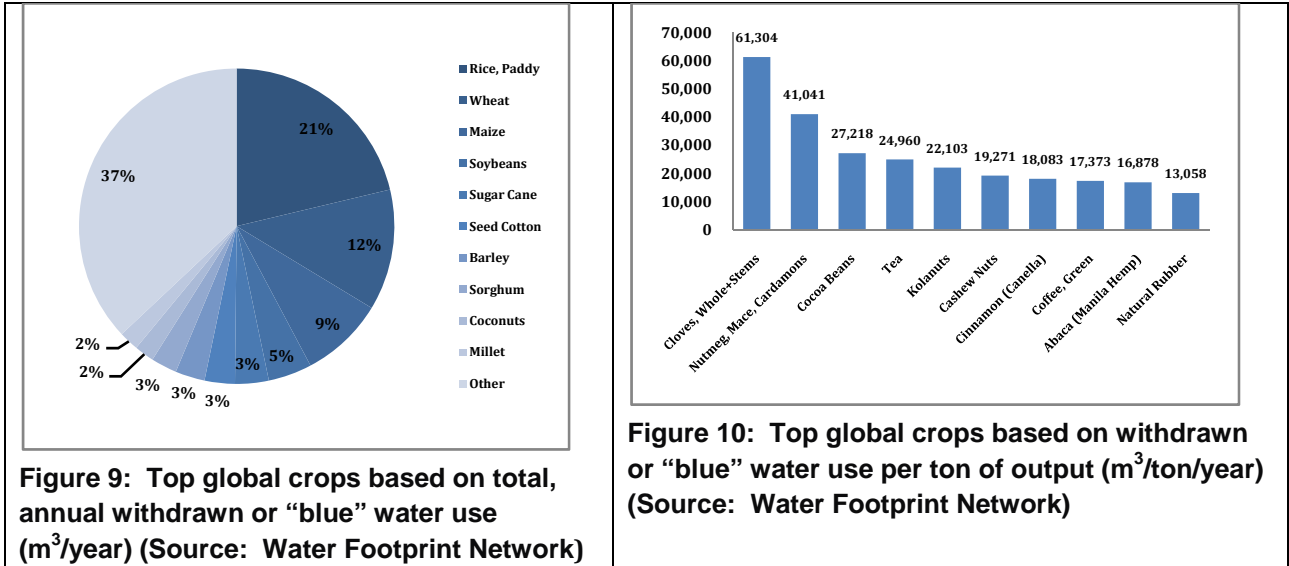 Rice, Paddy
Wheat
Maize
Soybeans
Sugar Cane
Seed Cotton
Barley
Sorghum
Coconuts
Millet
Other
21%
12%
9%
5%
3%
3%
3%
3%
2%
2%
37%
Figure 9: Top global crops based on total,
annual withdrawn or “blue” water use
(m³/year) (Source: Water Footprint Network)
70,000
60,000
50,000
40,000
30,000
20,000
10,000
0
61,304
41,041
27,218
24,960
22,103
19,271
18,083
17,373
16,878
13,058
Cloves, Whole+Stems
Nutmeg, Mace, Cardamons
Cocoa Beans
Tea
Kolanuts
Cashew Nuts
Cinnamon (Canella)
Coffee, Green
Abaca (Manila Hemp)
Natural Rubber
Figure 10: Top global crops based on withdrawn
or “blue” water use per ton of output (m³/ton/year)
(Source: Water Footprint Network)